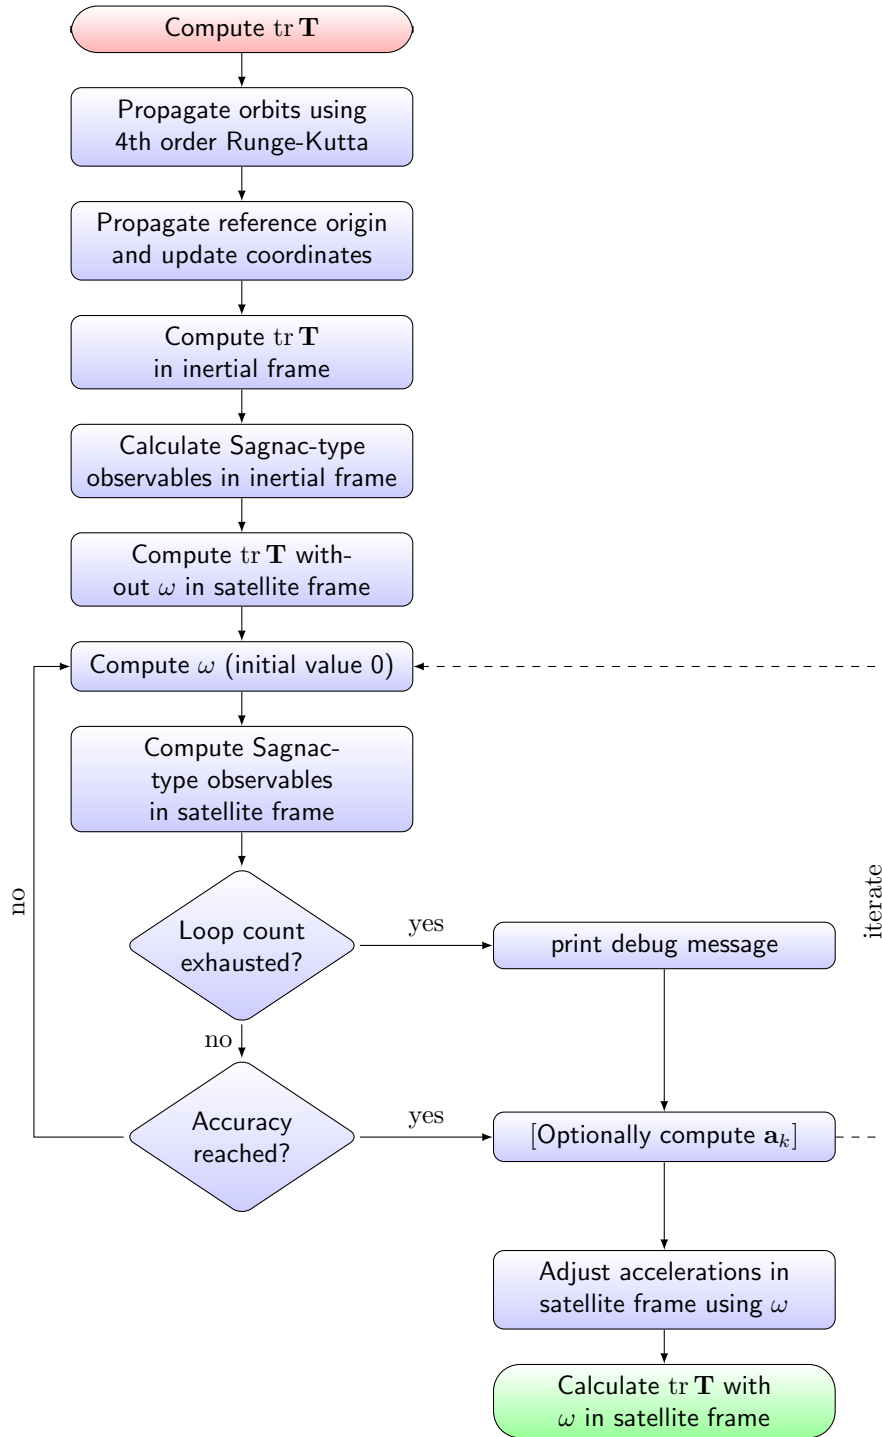 Compute tr T
Propagate orbits using
4th order Runge-Kutta
Propagate reference origin
and update coordinates
Compute tr T
in inertial frame
Calculate Sagnac-type
observables in inertial frame
Compute tr T with-
out ω in satellite frame
Compute ω (initial value 0)
Compute Sagnac-
type observables
in satellite frame
no
iterate
Loop count
exhausted?
yes
print debug message
no
Accuracy
reached?
yes
[Optionally compute aₖ]
Adjust accelerations in
satellite frame using ω
Calculate tr T with
ω in satellite frame